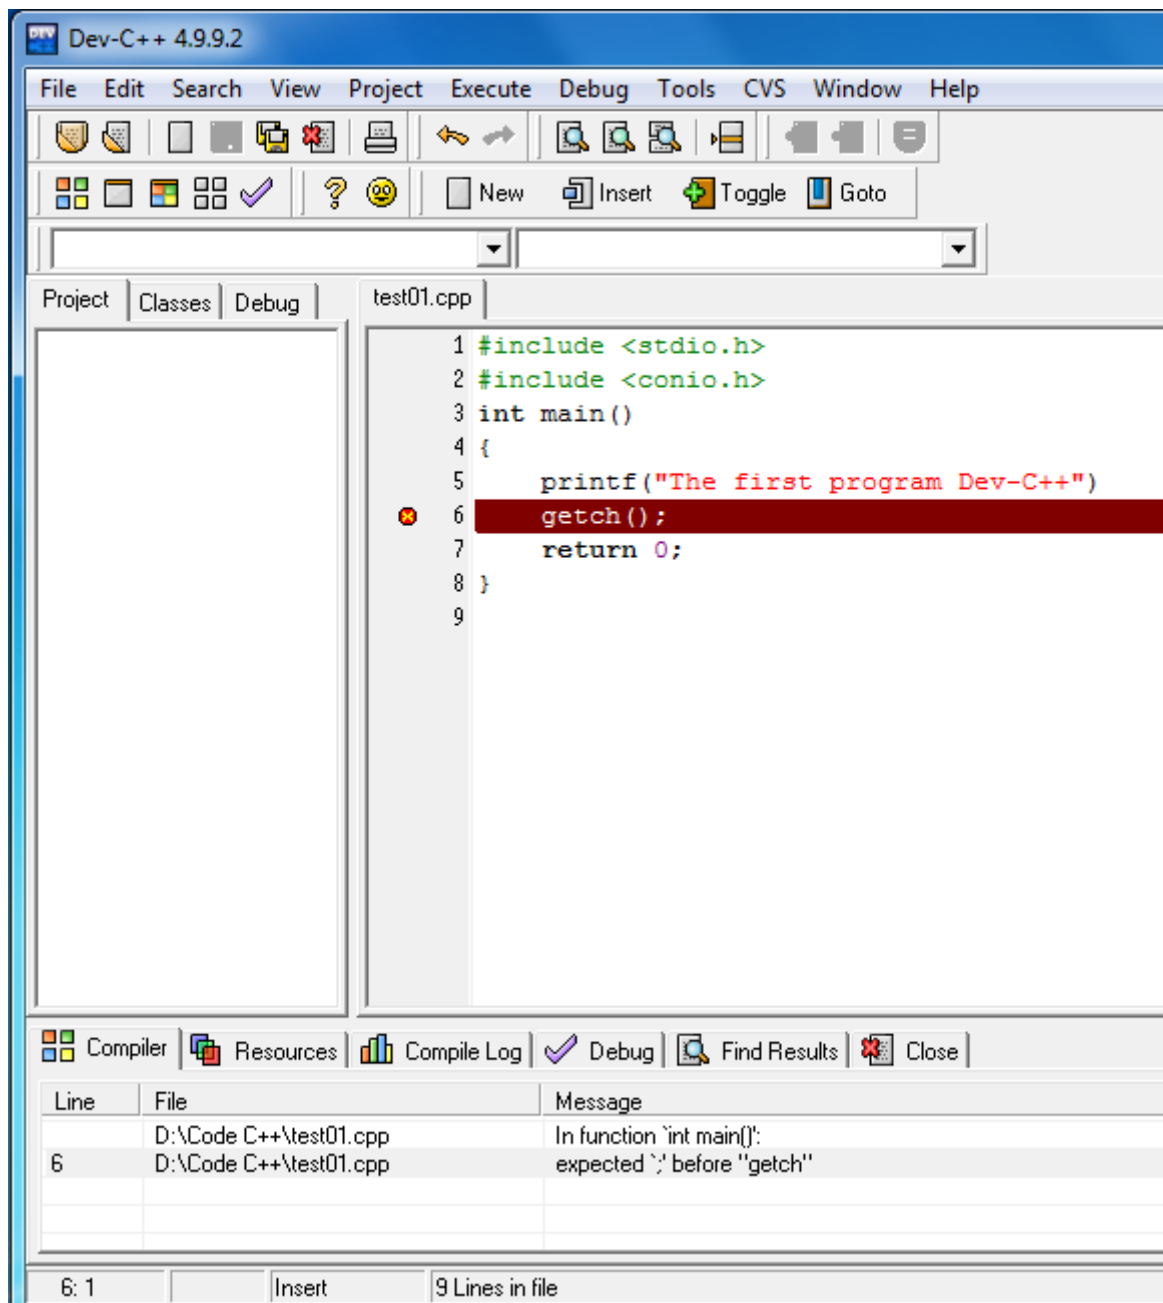 Dev-C++ 4.9.9.2
File Edit Search View Project Execute Debug Tools CVS Window Help
New Insert Toggle Goto
Project Classes Debug test01.cpp
1 #include <stdio.h>
2 #include <conio.h>
3 int main()
4 {
5 printf("The first program Dev-C++")
6 getch();
7 return 0;
8 }
9
Compiler Resources Compile Log Debug Find Results Close
Line File Message
D:\Code C++\test01.cpp In function `int main()':
6 D:\Code C++\test01.cpp expected `;' before "getch"
6: 1 Insert 9 Lines in file